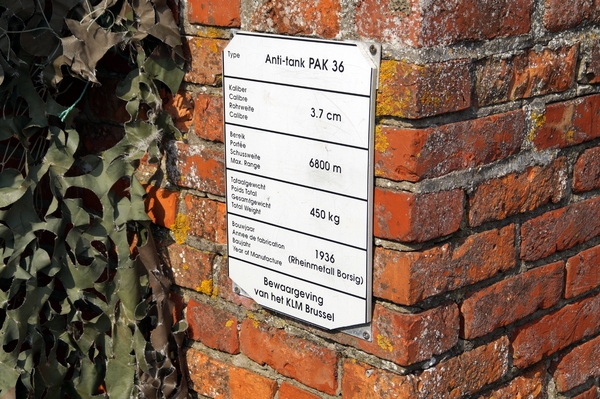 Type Anti-tank PAK 36
Kaliber
Calibre
Rohrweite
Calibre
3.7 cm
Bereik
Portée
Schussweite
Max. Range
6800 m
Totaalgewicht
Poids Total
Gesamtgewicht
Total Weight
450 kg
Bouwjaar
Annee de fabrication
Baujahr
Year of Manufacture
1936
(Rheinmetall Borsig)
Bewaargeving
van het KLM Brussel